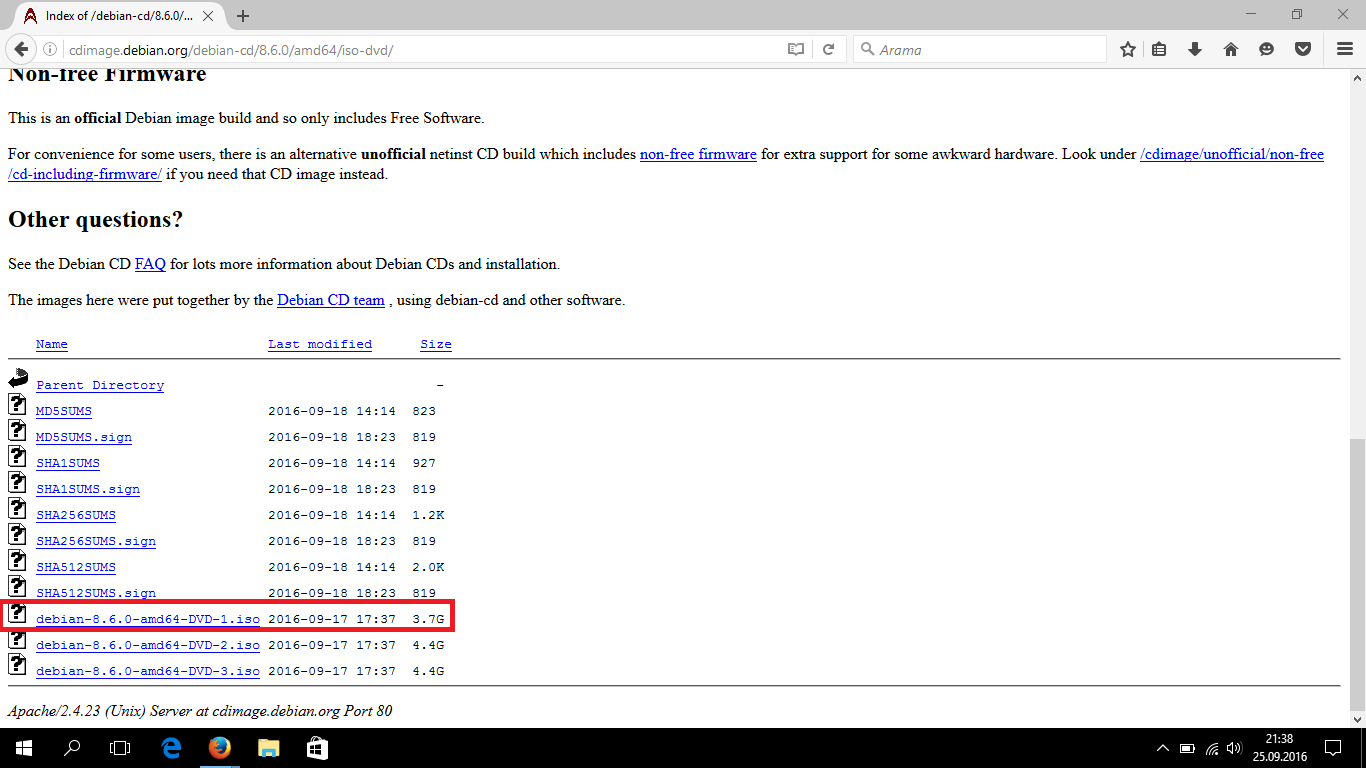 Index of /debian-cd/8.6.0/...
cdimage.debian.org/debian-cd/8.6.0/amd64/iso-dvd/
Arama
Non-free Firmware
This is an official Debian image build and so only includes Free Software.
For convenience for some users, there is an alternative unofficial netinst CD build which includes non-free firmware for extra support for some awkward hardware. Look under /cdimage/unofficial/non-free
/cd-including-firmware/ if you need that CD image instead.
Other questions?
See the Debian CD FAQ for lots more information about Debian CDs and installation.
The images here were put together by the Debian CD team , using debian-cd and other software.
Name Last modified Size
Parent Directory -
MD5SUMS 2016-09-18 14:14 823
MD5SUMS.sign 2016-09-18 18:23 819
SHA1SUMS 2016-09-18 14:14 927
SHA1SUMS.sign 2016-09-18 18:23 819
SHA256SUMS 2016-09-18 14:14 1.2K
SHA256SUMS.sign 2016-09-18 18:23 819
SHA512SUMS 2016-09-18 14:14 2.0K
SHA512SUMS.sign 2016-09-18 18:23 819
debian-8.6.0-amd64-DVD-1.iso 2016-09-17 17:37 3.7G
debian-8.6.0-amd64-DVD-2.iso 2016-09-17 17:37 4.4G
debian-8.6.0-amd64-DVD-3.iso 2016-09-17 17:37 4.4G
Apache/2.4.23 (Unix) Server at cdimage.debian.org Port 80
21:38
25.09.2016